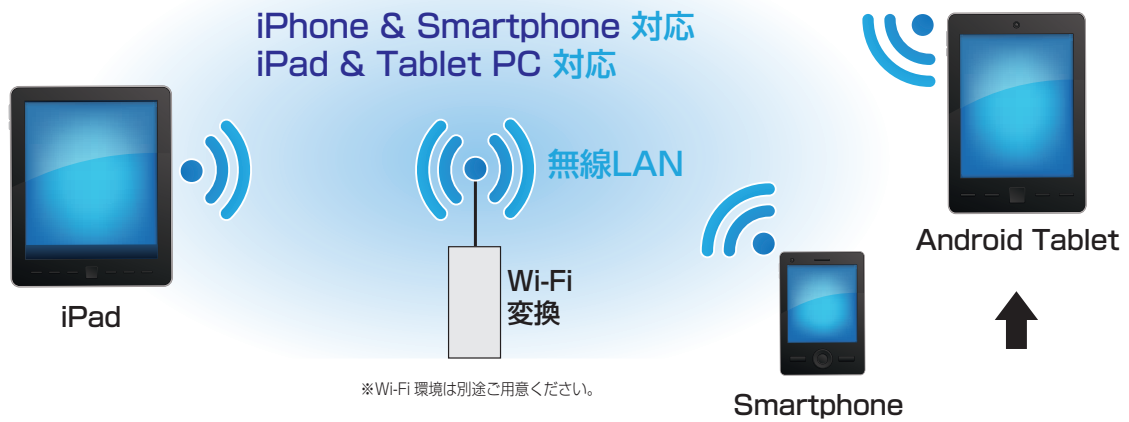 iPhone & Smartphone 対応
iPad & Tablet PC 対応
無線LAN
Android Tablet
Wi-Fi
変換
iPad
※Wi-Fi 環境は別途ご用意ください。
Smartphone